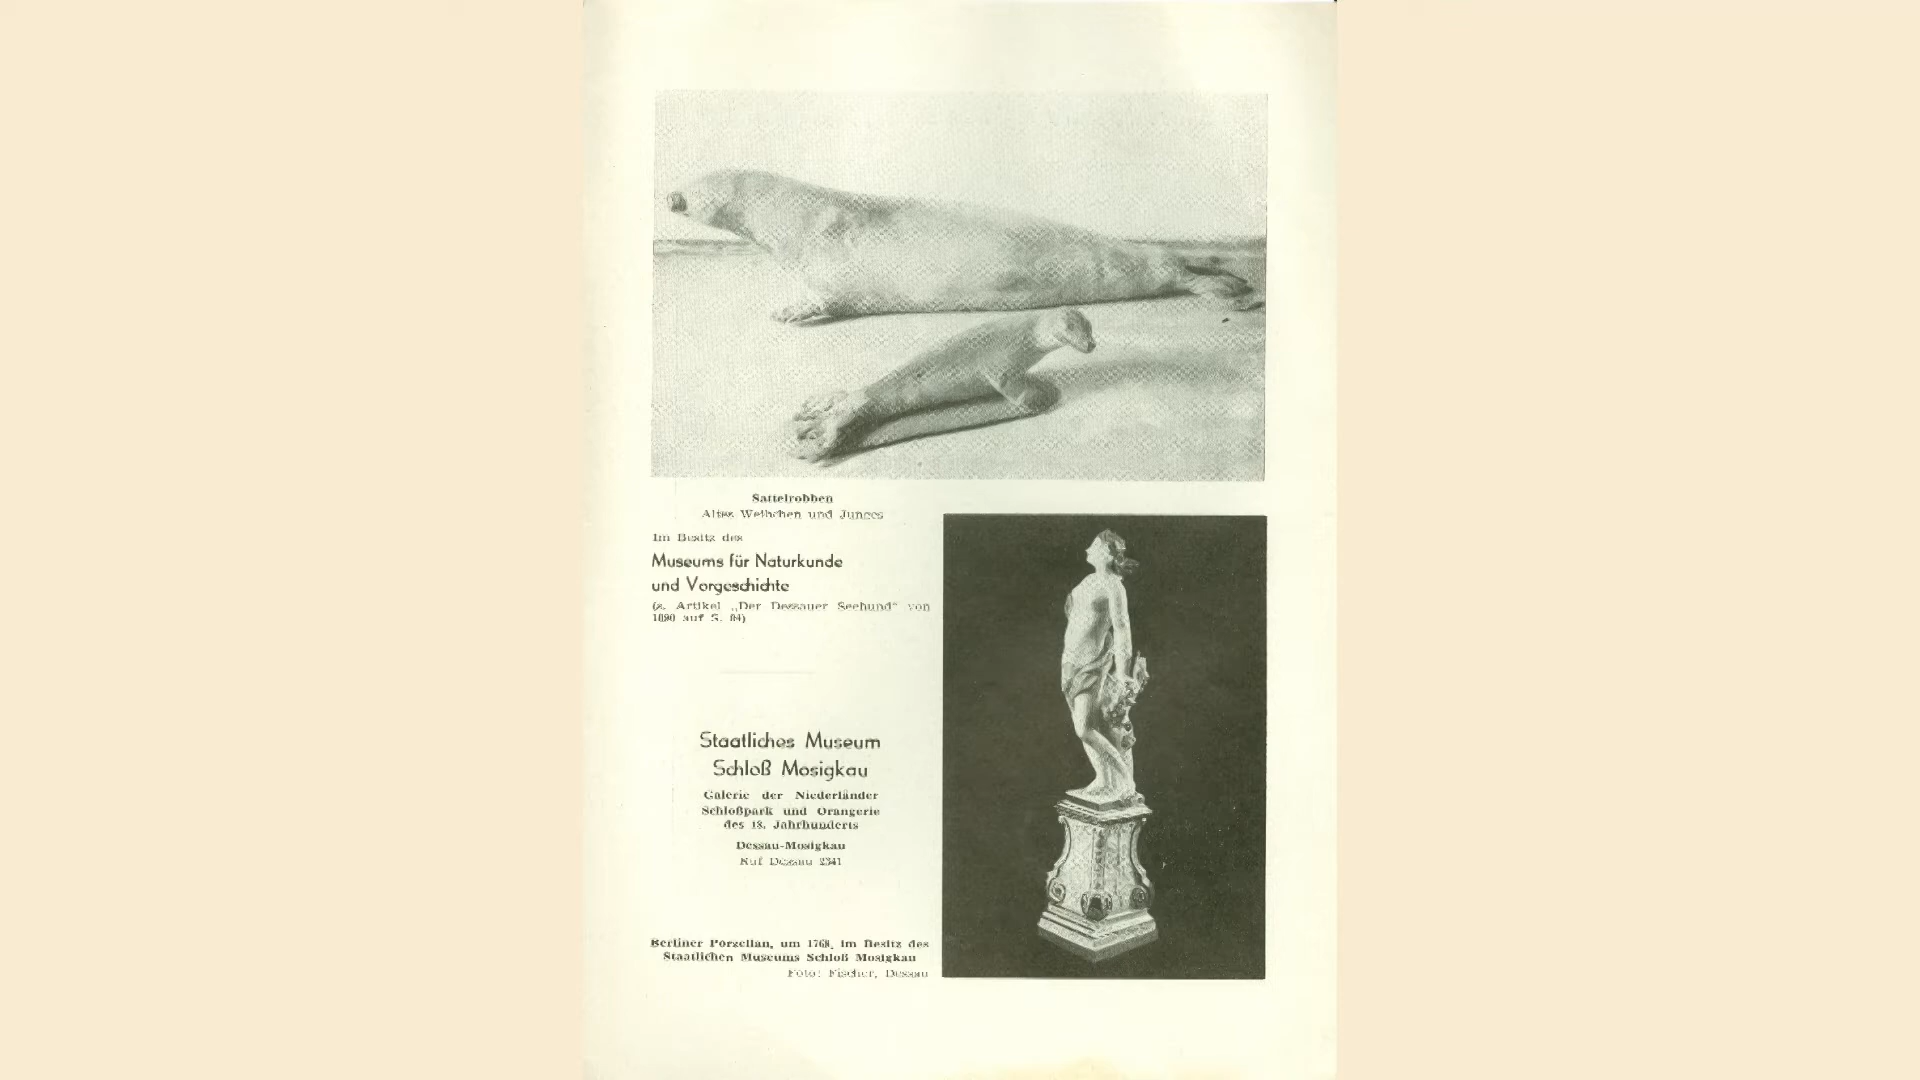 Sattelrobben
Altes Weibchen und Junges
Im Besitz des
Museums für Naturkunde
und Vorgeschichte
(s. Artikel „Der Dessauer Seehund“ von
1890 auf S. 84)
Staatliches Museum
Schloß Mosigkau
Galerie der Niederländer
Schloßpark und Orangerie
des 18. Jahrhunderts
Dessau-Mosigkau
Ruf Dessau 2341
Berliner Porzellan, um 1768, im Besitz des
Staatlichen Museums Schloß Mosigkau
Foto: Fischer, Dessau